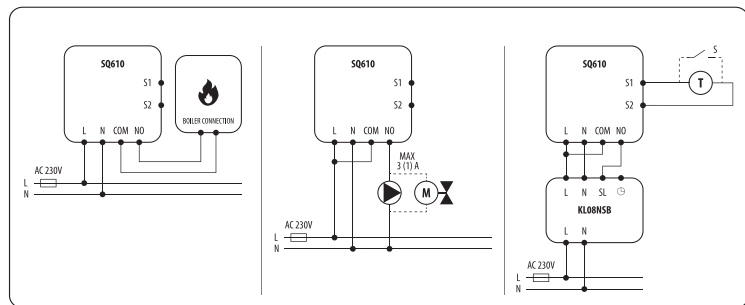 SQ610
S1
S2
L N COM NO
BOILER CONNECTION
AC 230V
L
N
SQ610
S1
S2
L N COM NO
MAX
3 (1) A
M
AC 230V
L
N
SQ610
S1
S2
S
T
L N COM NO
L N SL
KL08NSB
L N
AC 230V
L
N